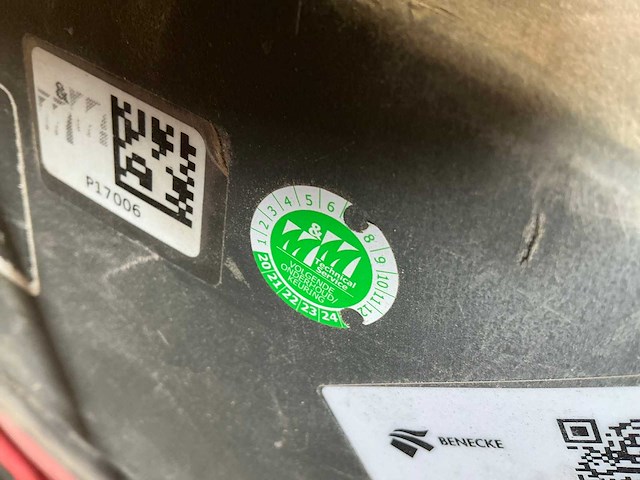 M&M
P17006
1 2 3 4 5 6 8 9 10 11 12
M&M
Technical
Service
VOLGENDE
ONDERHOUD/
KEURING
20 21 22 23 24
BENECKE